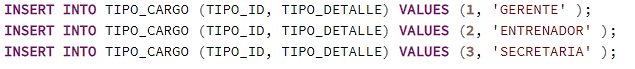 INSERT INTO TIPO_CARGO (TIPO_ID, TIPO_DETALLE) VALUES (1, 'GERENTE' );
INSERT INTO TIPO_CARGO (TIPO_ID, TIPO_DETALLE) VALUES (2, 'ENTRENADOR' );
INSERT INTO TIPO_CARGO (TIPO_ID, TIPO_DETALLE) VALUES (3, 'SECRETARIA' );